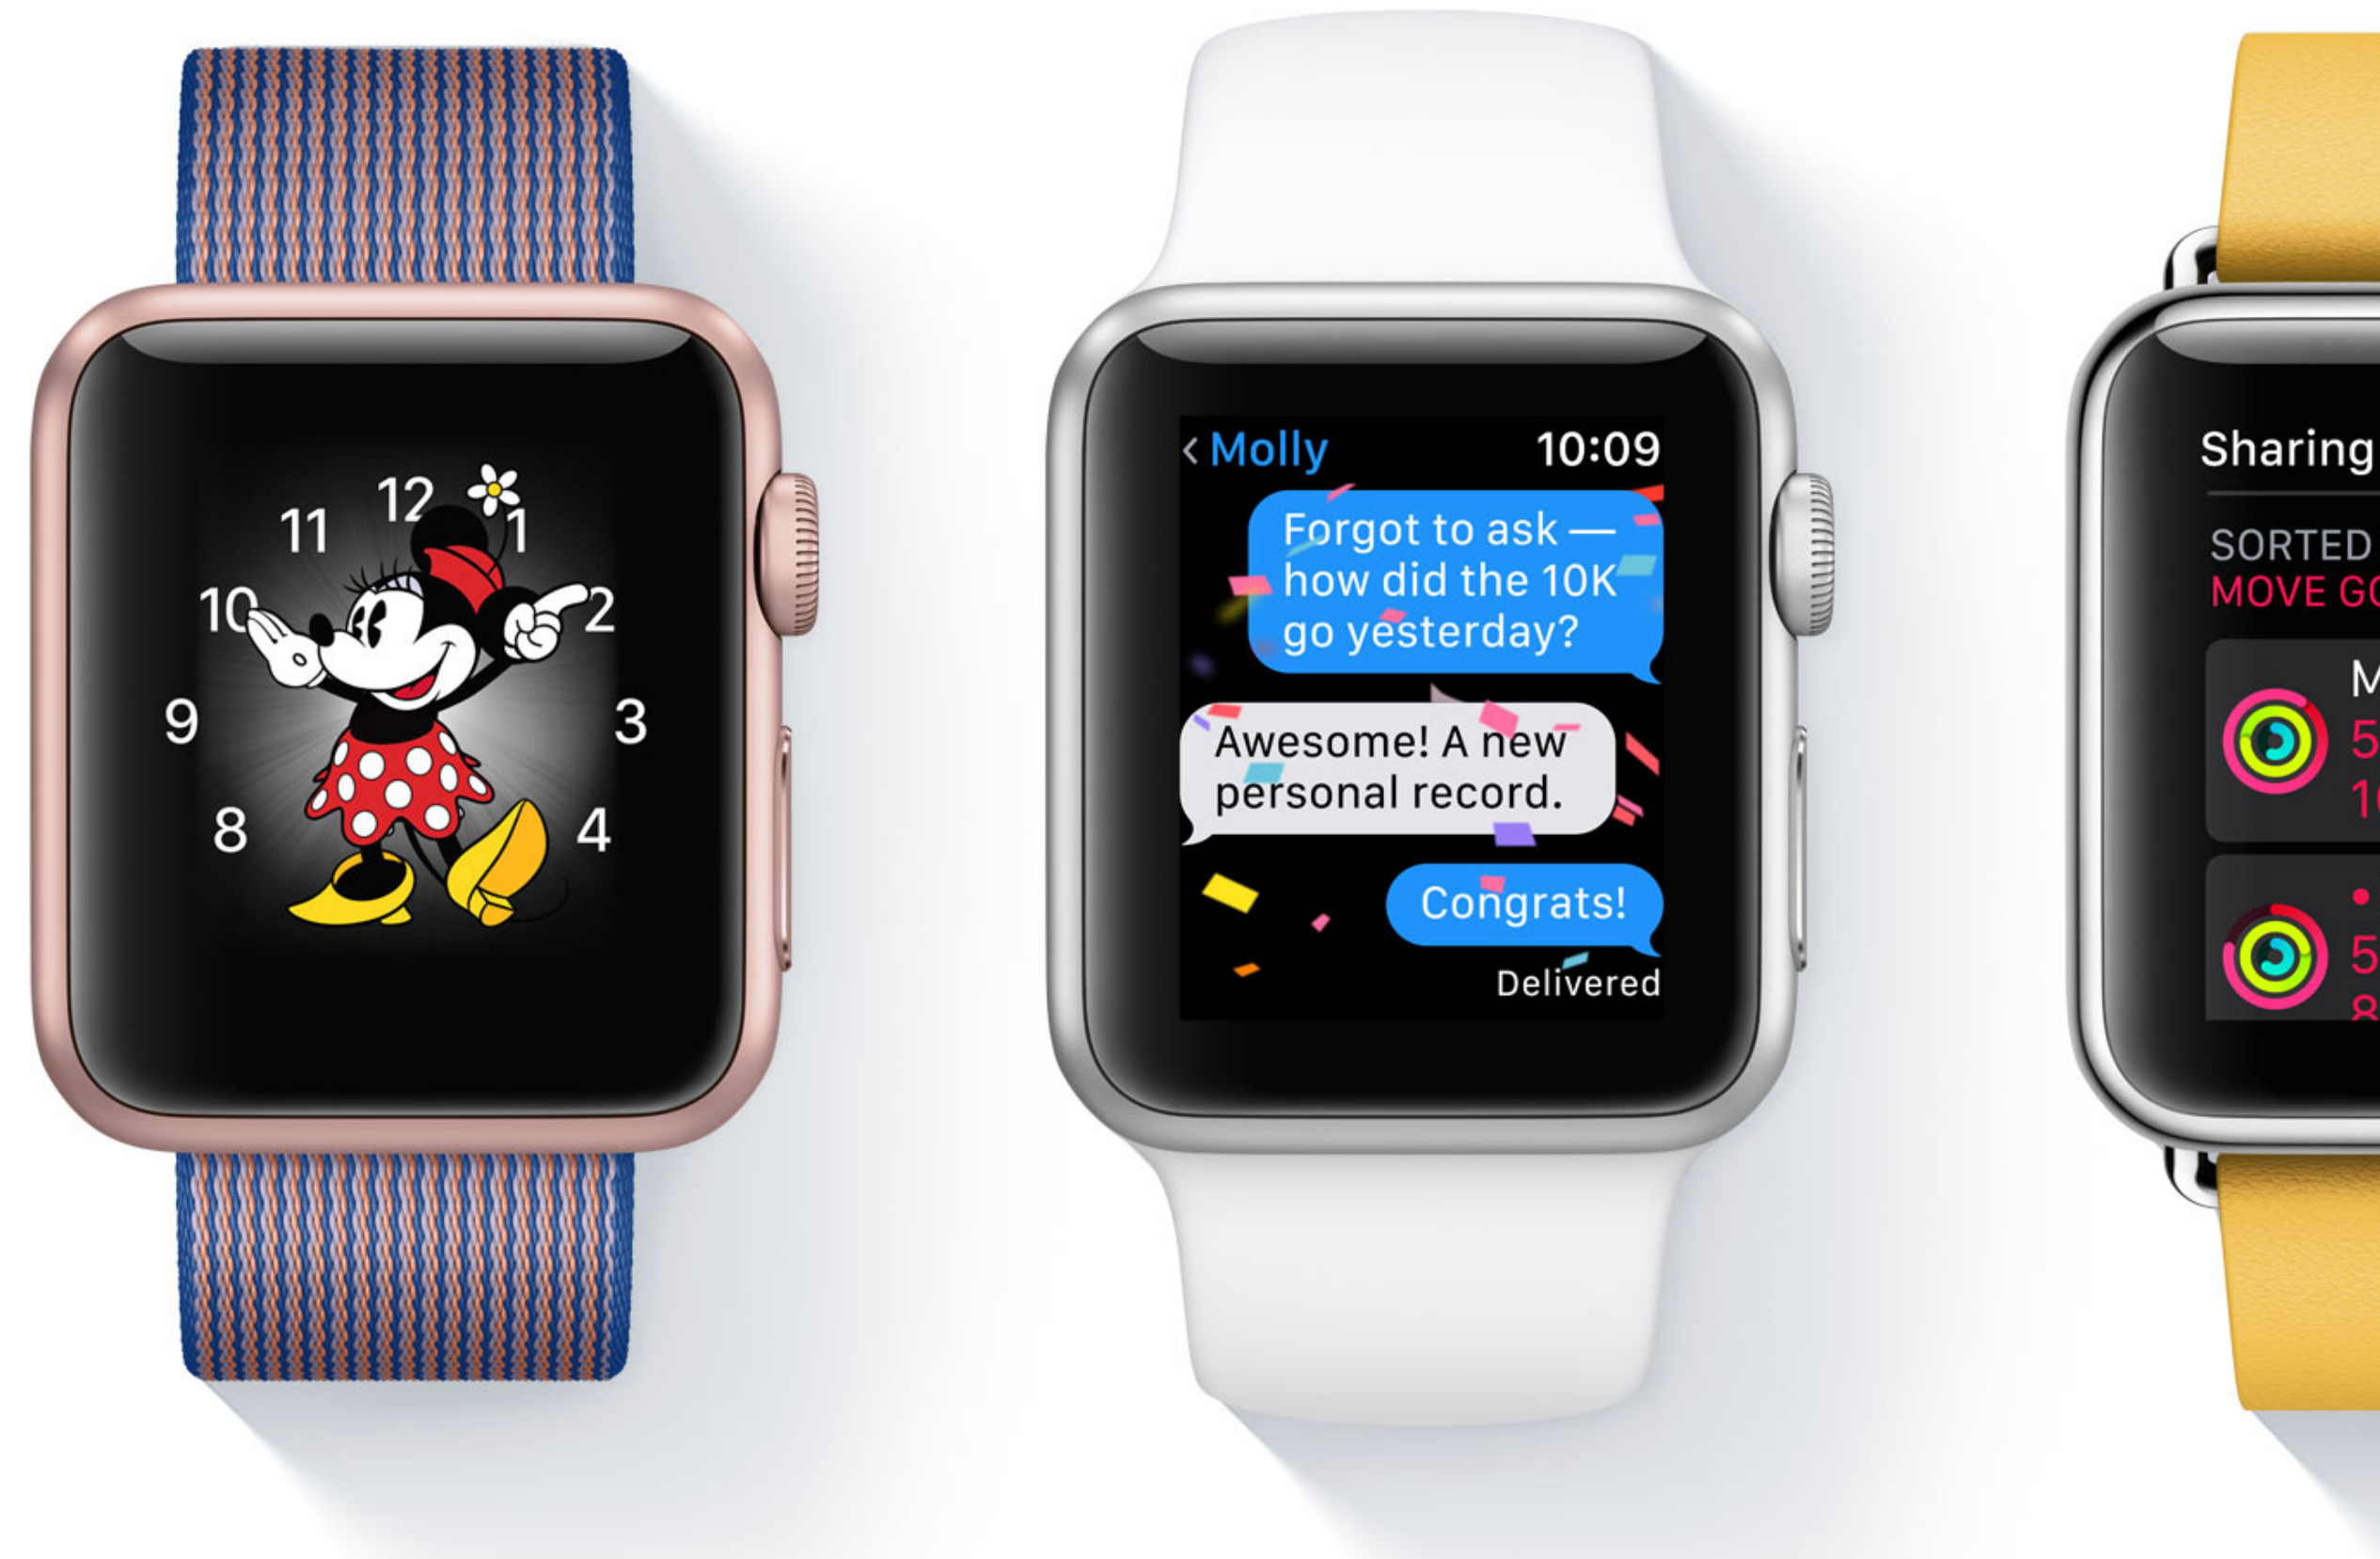 12
11
1
10
2
9
3
8
4
Molly
10:09
Forgot to ask —
how did the 10K
go yesterday?
Awesome! A new
personal record.
Congrats!
Delivered
Sharing
SORTED
MOVE